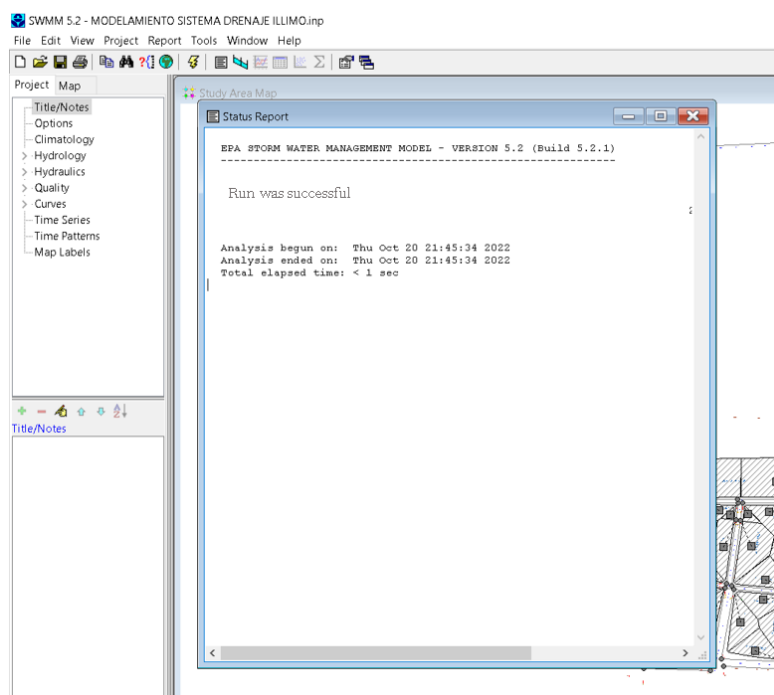 SWMM 5.2 - MODELAMIENTO SISTEMA DRENAJE ILLIMO.inp
File Edit View Project Report Tools Window Help
Project Map
Title/Notes
Options
Climatology
Hydrology
Hydraulics
Quality
Curves
Time Series
Time Patterns
Map Labels
Title/Notes
Study Area Map
Status Report
EPA STORM WATER MANAGEMENT MODEL - VERSION 5.2 (Build 5.2.1)
------------------------------------------------------------
Run was successful
Analysis begun on: Thu Oct 20 21:45:34 2022
Analysis ended on: Thu Oct 20 21:45:34 2022
Total elapsed time: < 1 sec